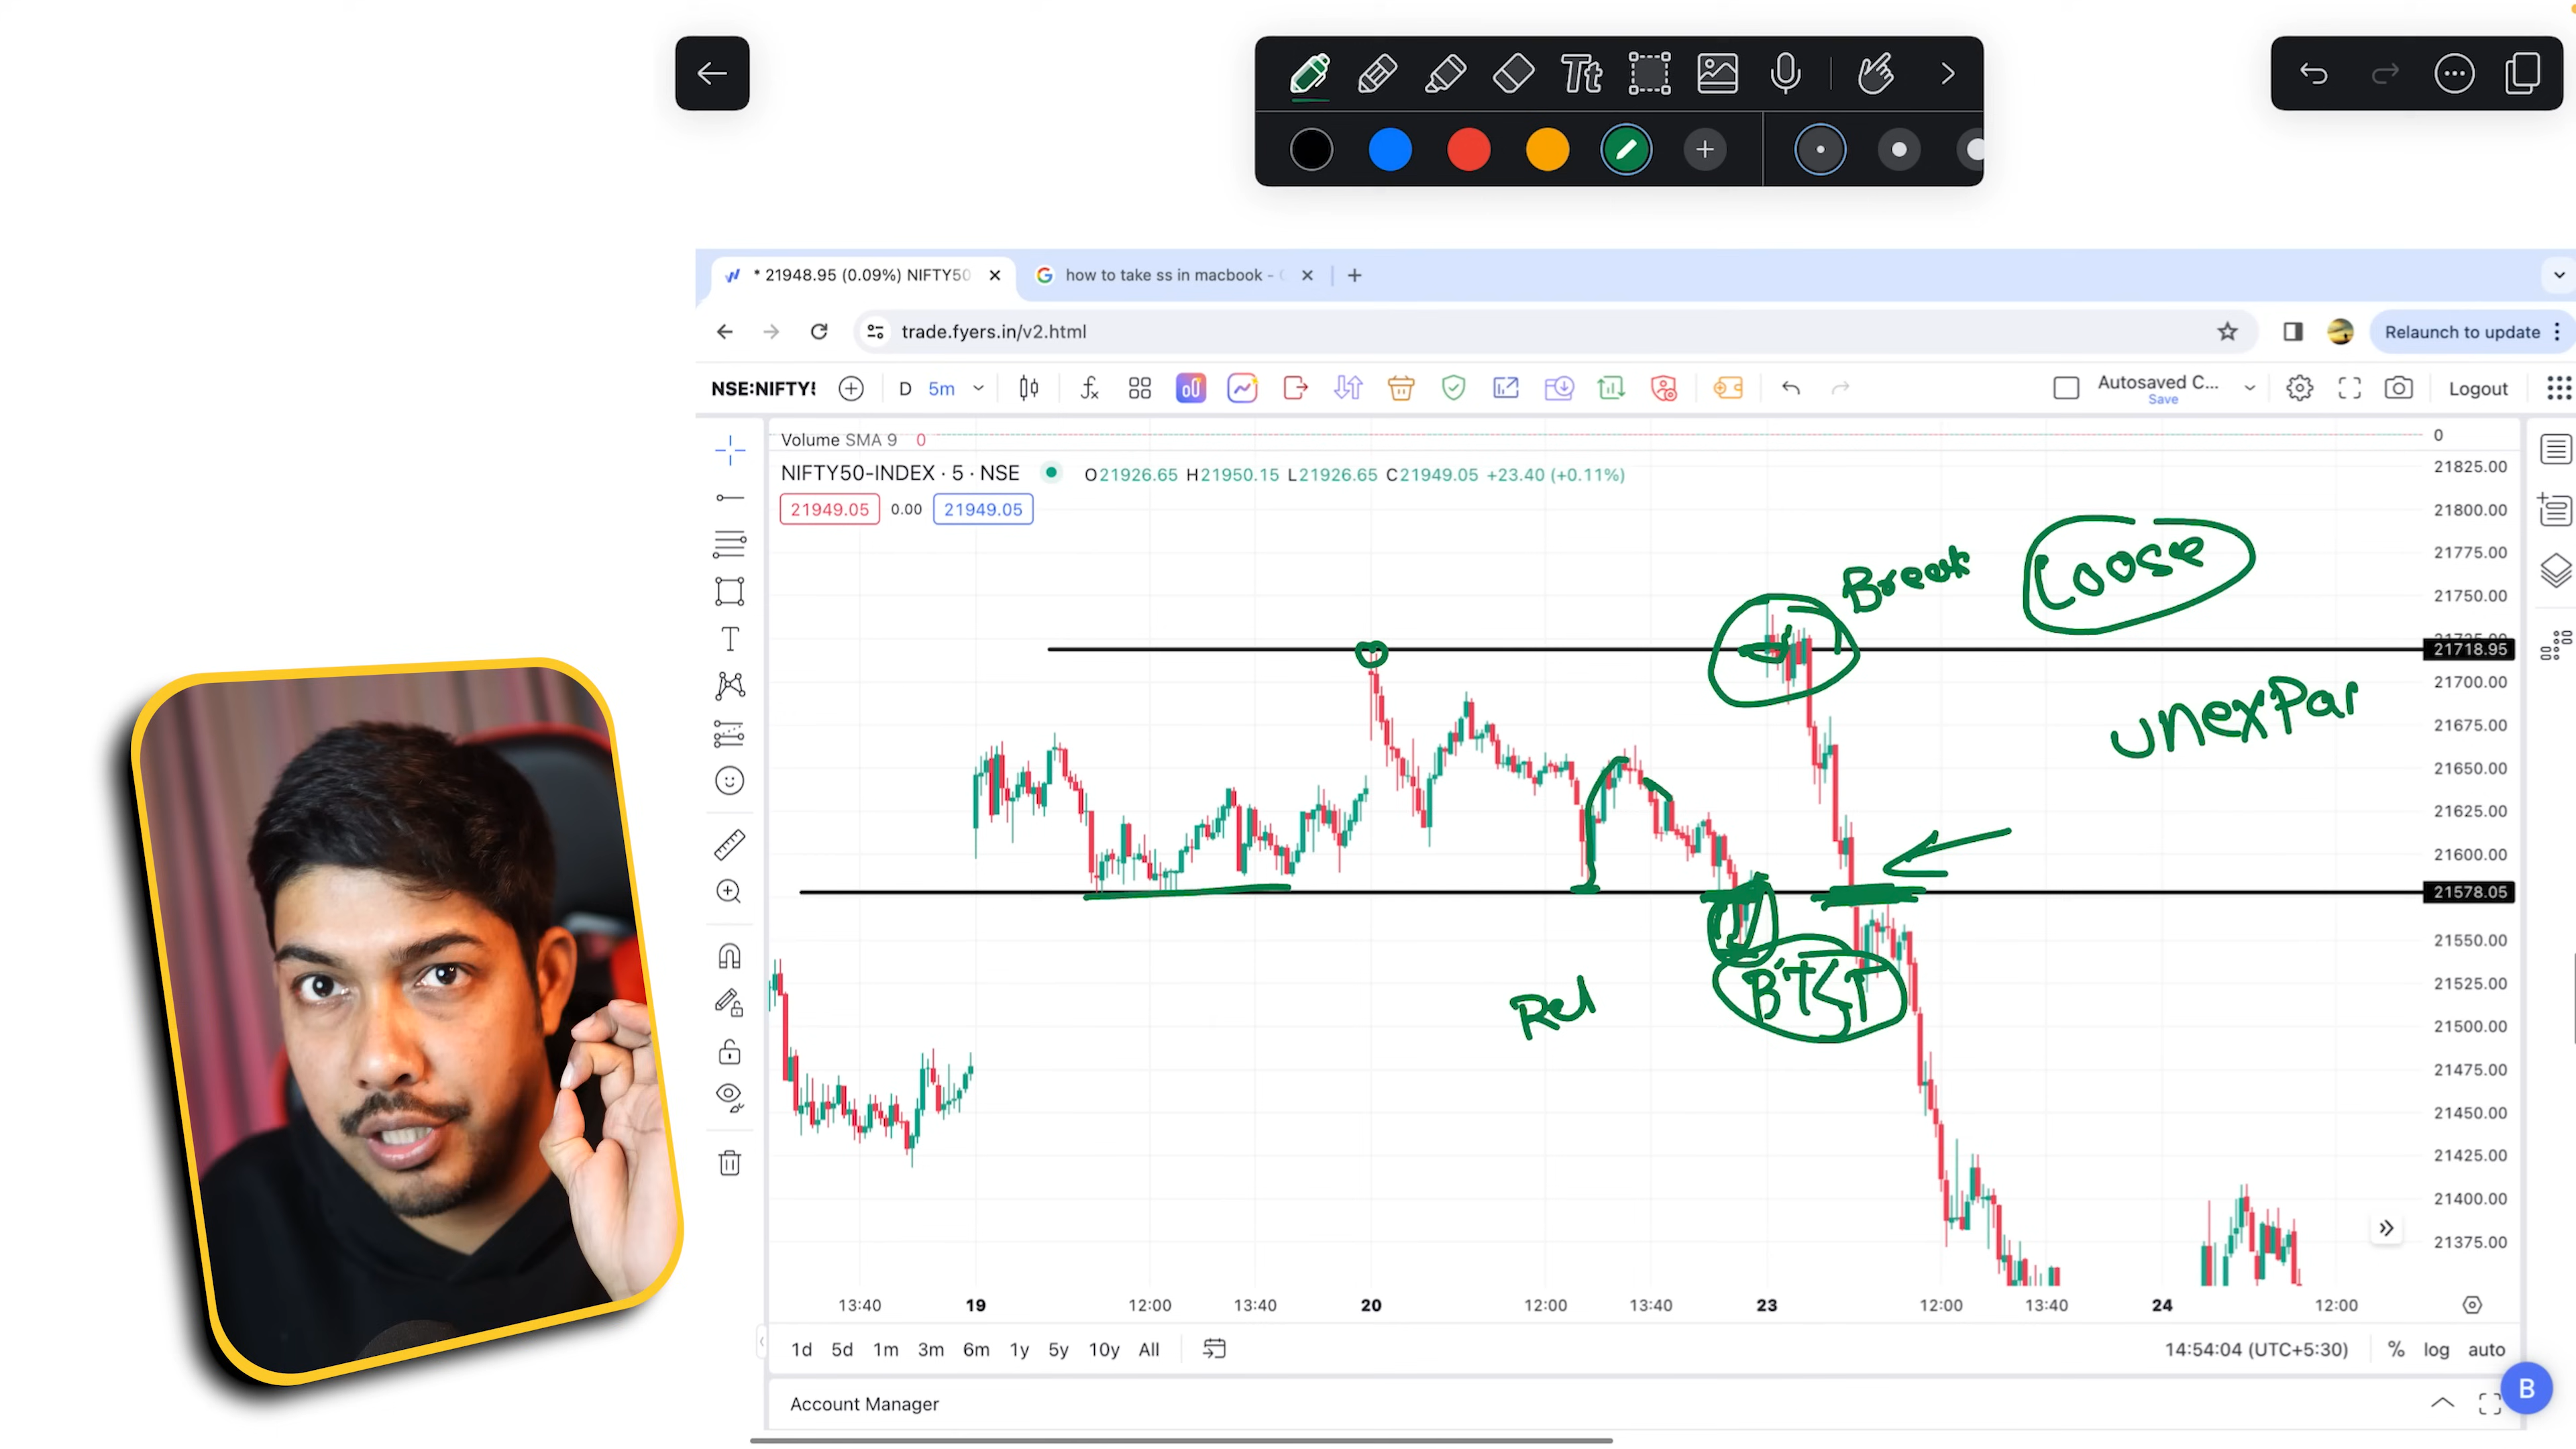 Tt
* 21948.95 (0.09%) NIFTY50
how to take ss in macbook -
trade.fyers.in/v2.html
Relaunch to update
NSE:NIFTY5
D 5m
Autosaved C...
Save
Logout
Volume SMA 9 0
0
NIFTY50-INDEX · 5 · NSE
O21926.65 H21950.15 L21926.65 C21949.05 +23.40 (+0.11%)
21949.05 0.00 21949.05
21825.00
21800.00
21775.00
21750.00
21725.00
21718.95
21700.00
21675.00
21650.00
21625.00
21600.00
21578.05
21550.00
21525.00
21500.00
21475.00
21450.00
21425.00
21400.00
21375.00
Break
Loose
unexpar
BTST
Rel
13:40 19 12:00 13:40 20 12:00 13:40 23 12:00 13:40 24 12:00
1d 5d 1m 3m 6m 1y 5y 10y All
14:54:04 (UTC+5:30) % log auto
Account Manager
B